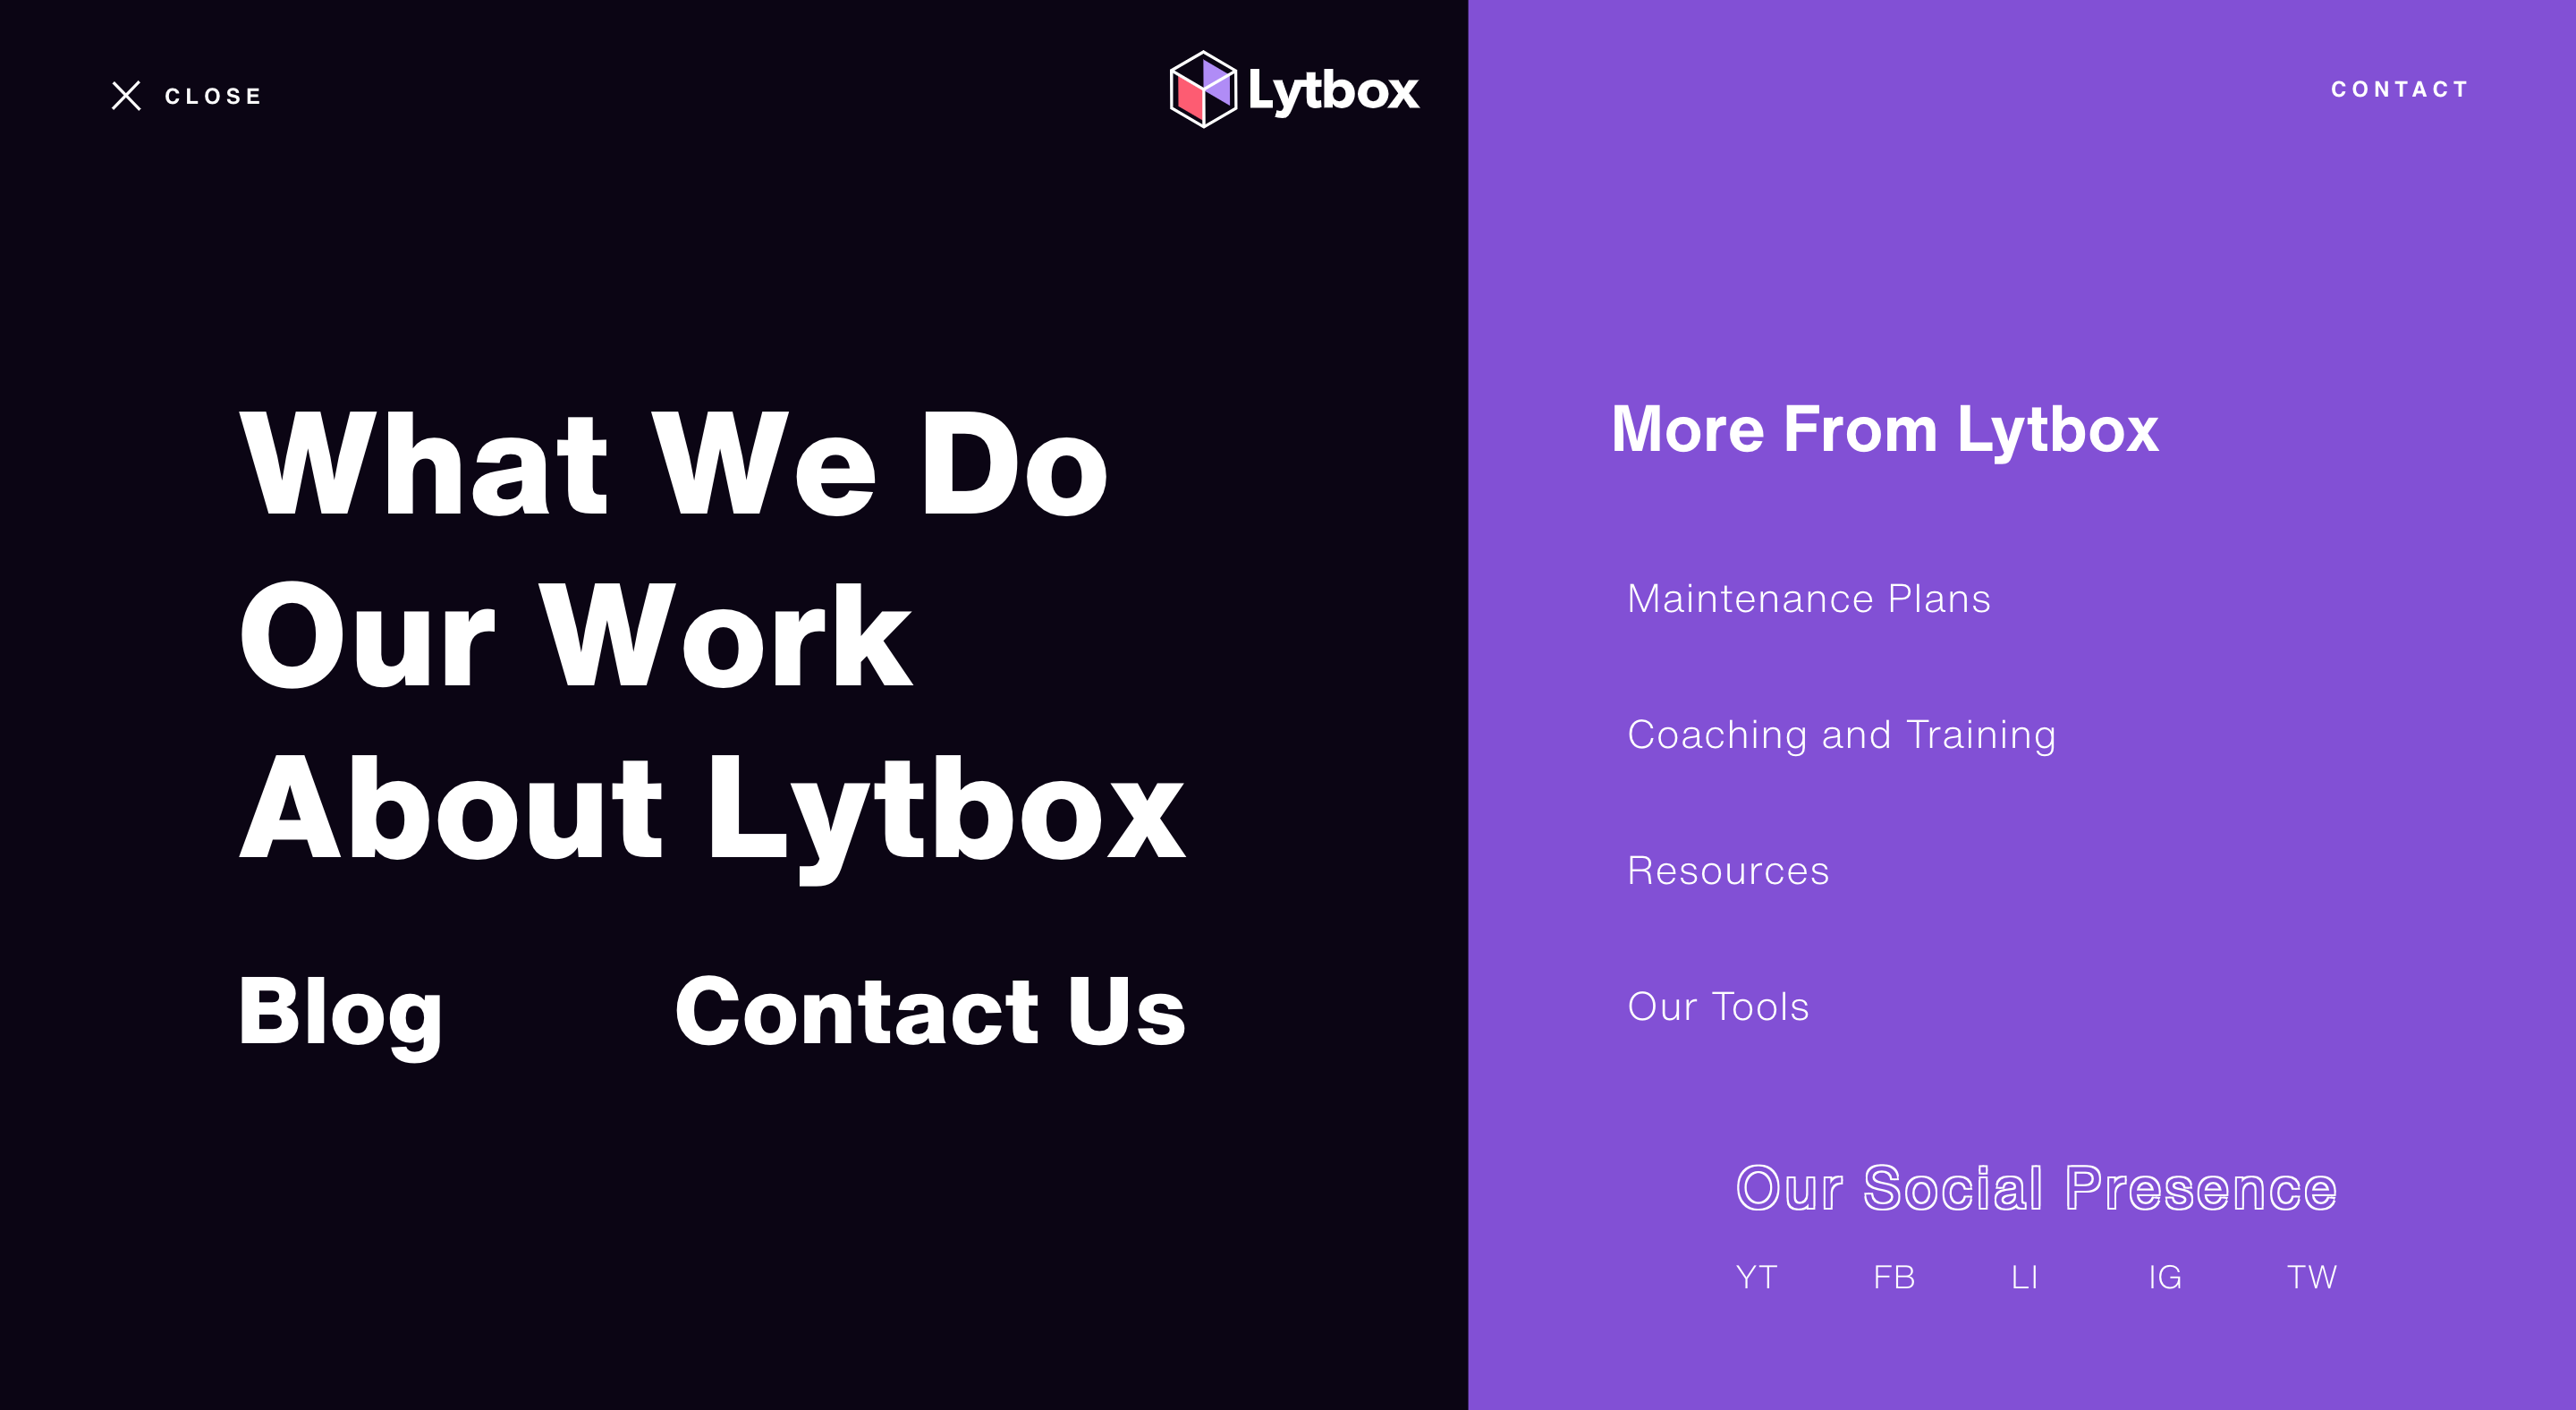 CLOSE
Lytbox
CONTACT
What We Do
Our Work
About Lytbox
Blog
Contact Us
More From Lytbox
Maintenance Plans
Coaching and Training
Resources
Our Tools
Our Social Presence
YT FB LI IG TW